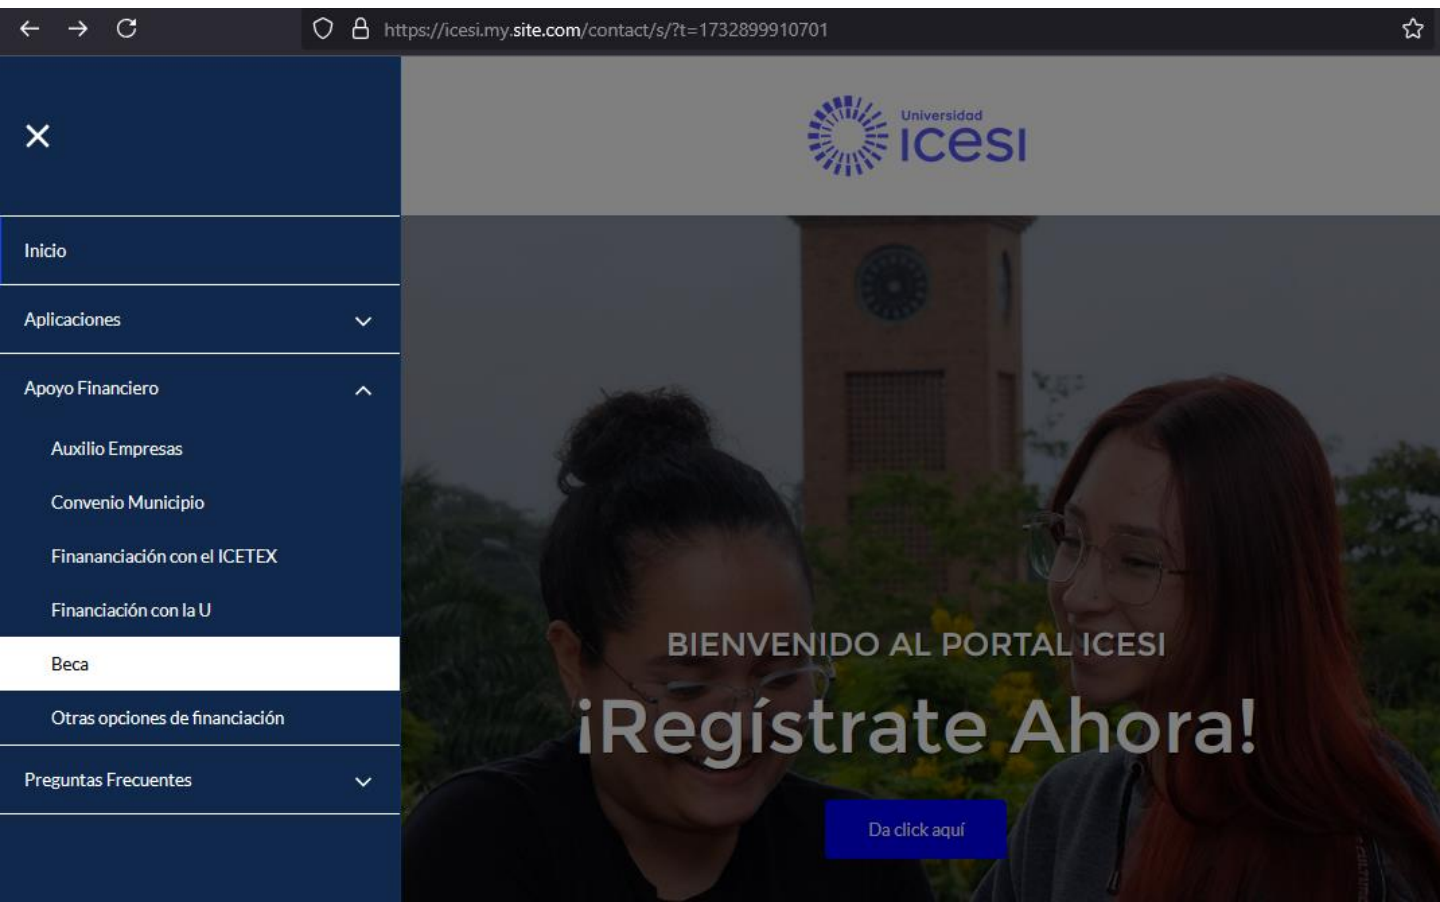 https://icesi.my.site.com/contact/s/?t=1732899910701
Universidad
icesi
Inicio
Aplicaciones
Apoyo Financiero
Auxilio Empresas
Convenio Municipio
Finananciación con el ICETEX
Financiación con la U
Beca
Otras opciones de financiación
Preguntas Frecuentes
BIENVENIDO AL PORTAL ICESI
¡Regístrate Ahora!
Da click aquí